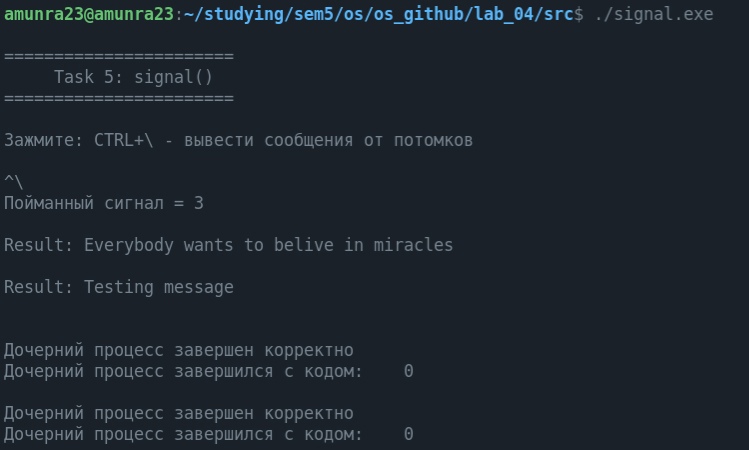 amunra23@amunra23:~/studying/sem5/os/os_github/lab_04/src$ ./signal.exe
=======================
Task 5: signal()
=======================
Зажмите: CTRL+\ - вывести сообщения от потомков
^\
Пойманный сигнал = 3
Result: Everybody wants to belive in miracles
Result: Testing message
Дочерний процесс завершен корректно
Дочерний процесс завершился с кодом:    0
Дочерний процесс завершен корректно
Дочерний процесс завершился с кодом:    0